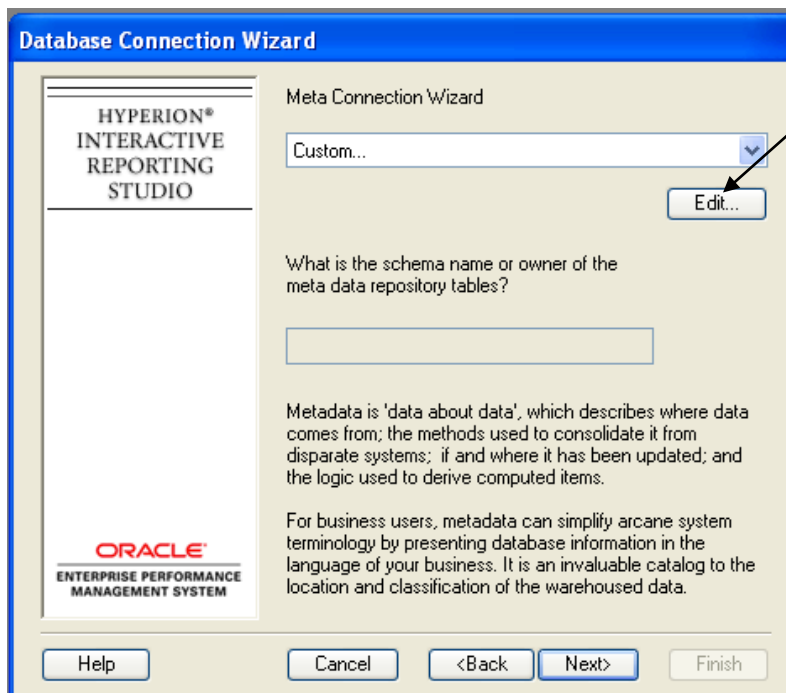 Database Connection Wizard
HYPERION®
INTERACTIVE
REPORTING
STUDIO
Meta Connection Wizard
Custom...
Edit...
What is the schema name or owner of the
meta data repository tables?
Metadata is 'data about data', which describes where data
comes from; the methods used to consolidate it from
disparate systems;  if and where it has been updated; and
the logic used to derive computed items.
For business users, metadata can simplify arcane system
terminology by presenting database information in the
language of your business. It is an invaluable catalog to the
location and classification of the warehoused data.
ORACLE
ENTERPRISE PERFORMANCE
MANAGEMENT SYSTEM
Help
Cancel
<Back
Next>
Finish